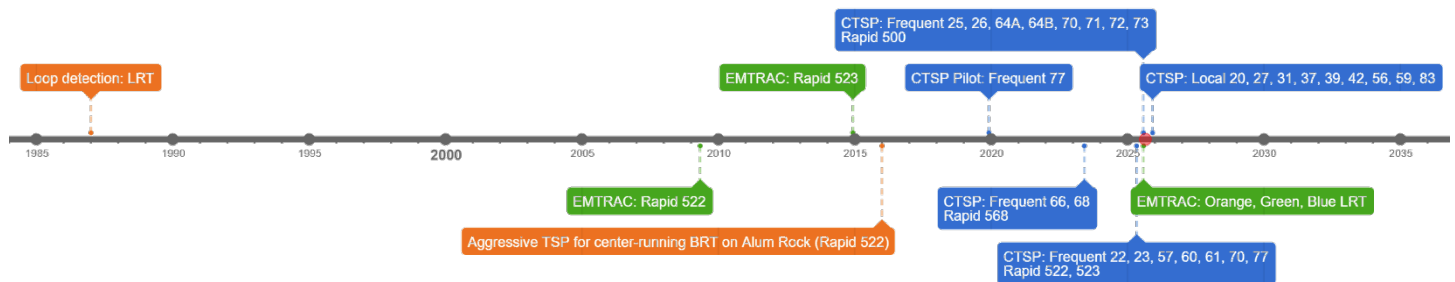 CTSP: Frequent 25, 26, 64A, 64B, 70, 71, 72, 73
Rapid 500
Loop detection: LRT
EMTRAC: Rapid 523
CTSP Pilot: Frequent 77
CTSP: Local 20, 27, 31, 37, 39, 42, 56, 59, 83
1985
1990
1995
2000
2005
2010
2015
2020
2025
2030
2035
EMTRAC: Rapid 522
CTSP: Frequent 66, 68
Rapid 568
EMTRAC: Orange, Green, Blue LRT
Aggressive TSP for center-running BRT on Alum Rock (Rapid 522)
CTSP: Frequent 22, 23, 57, 60, 61, 70, 77
Rapid 522, 523